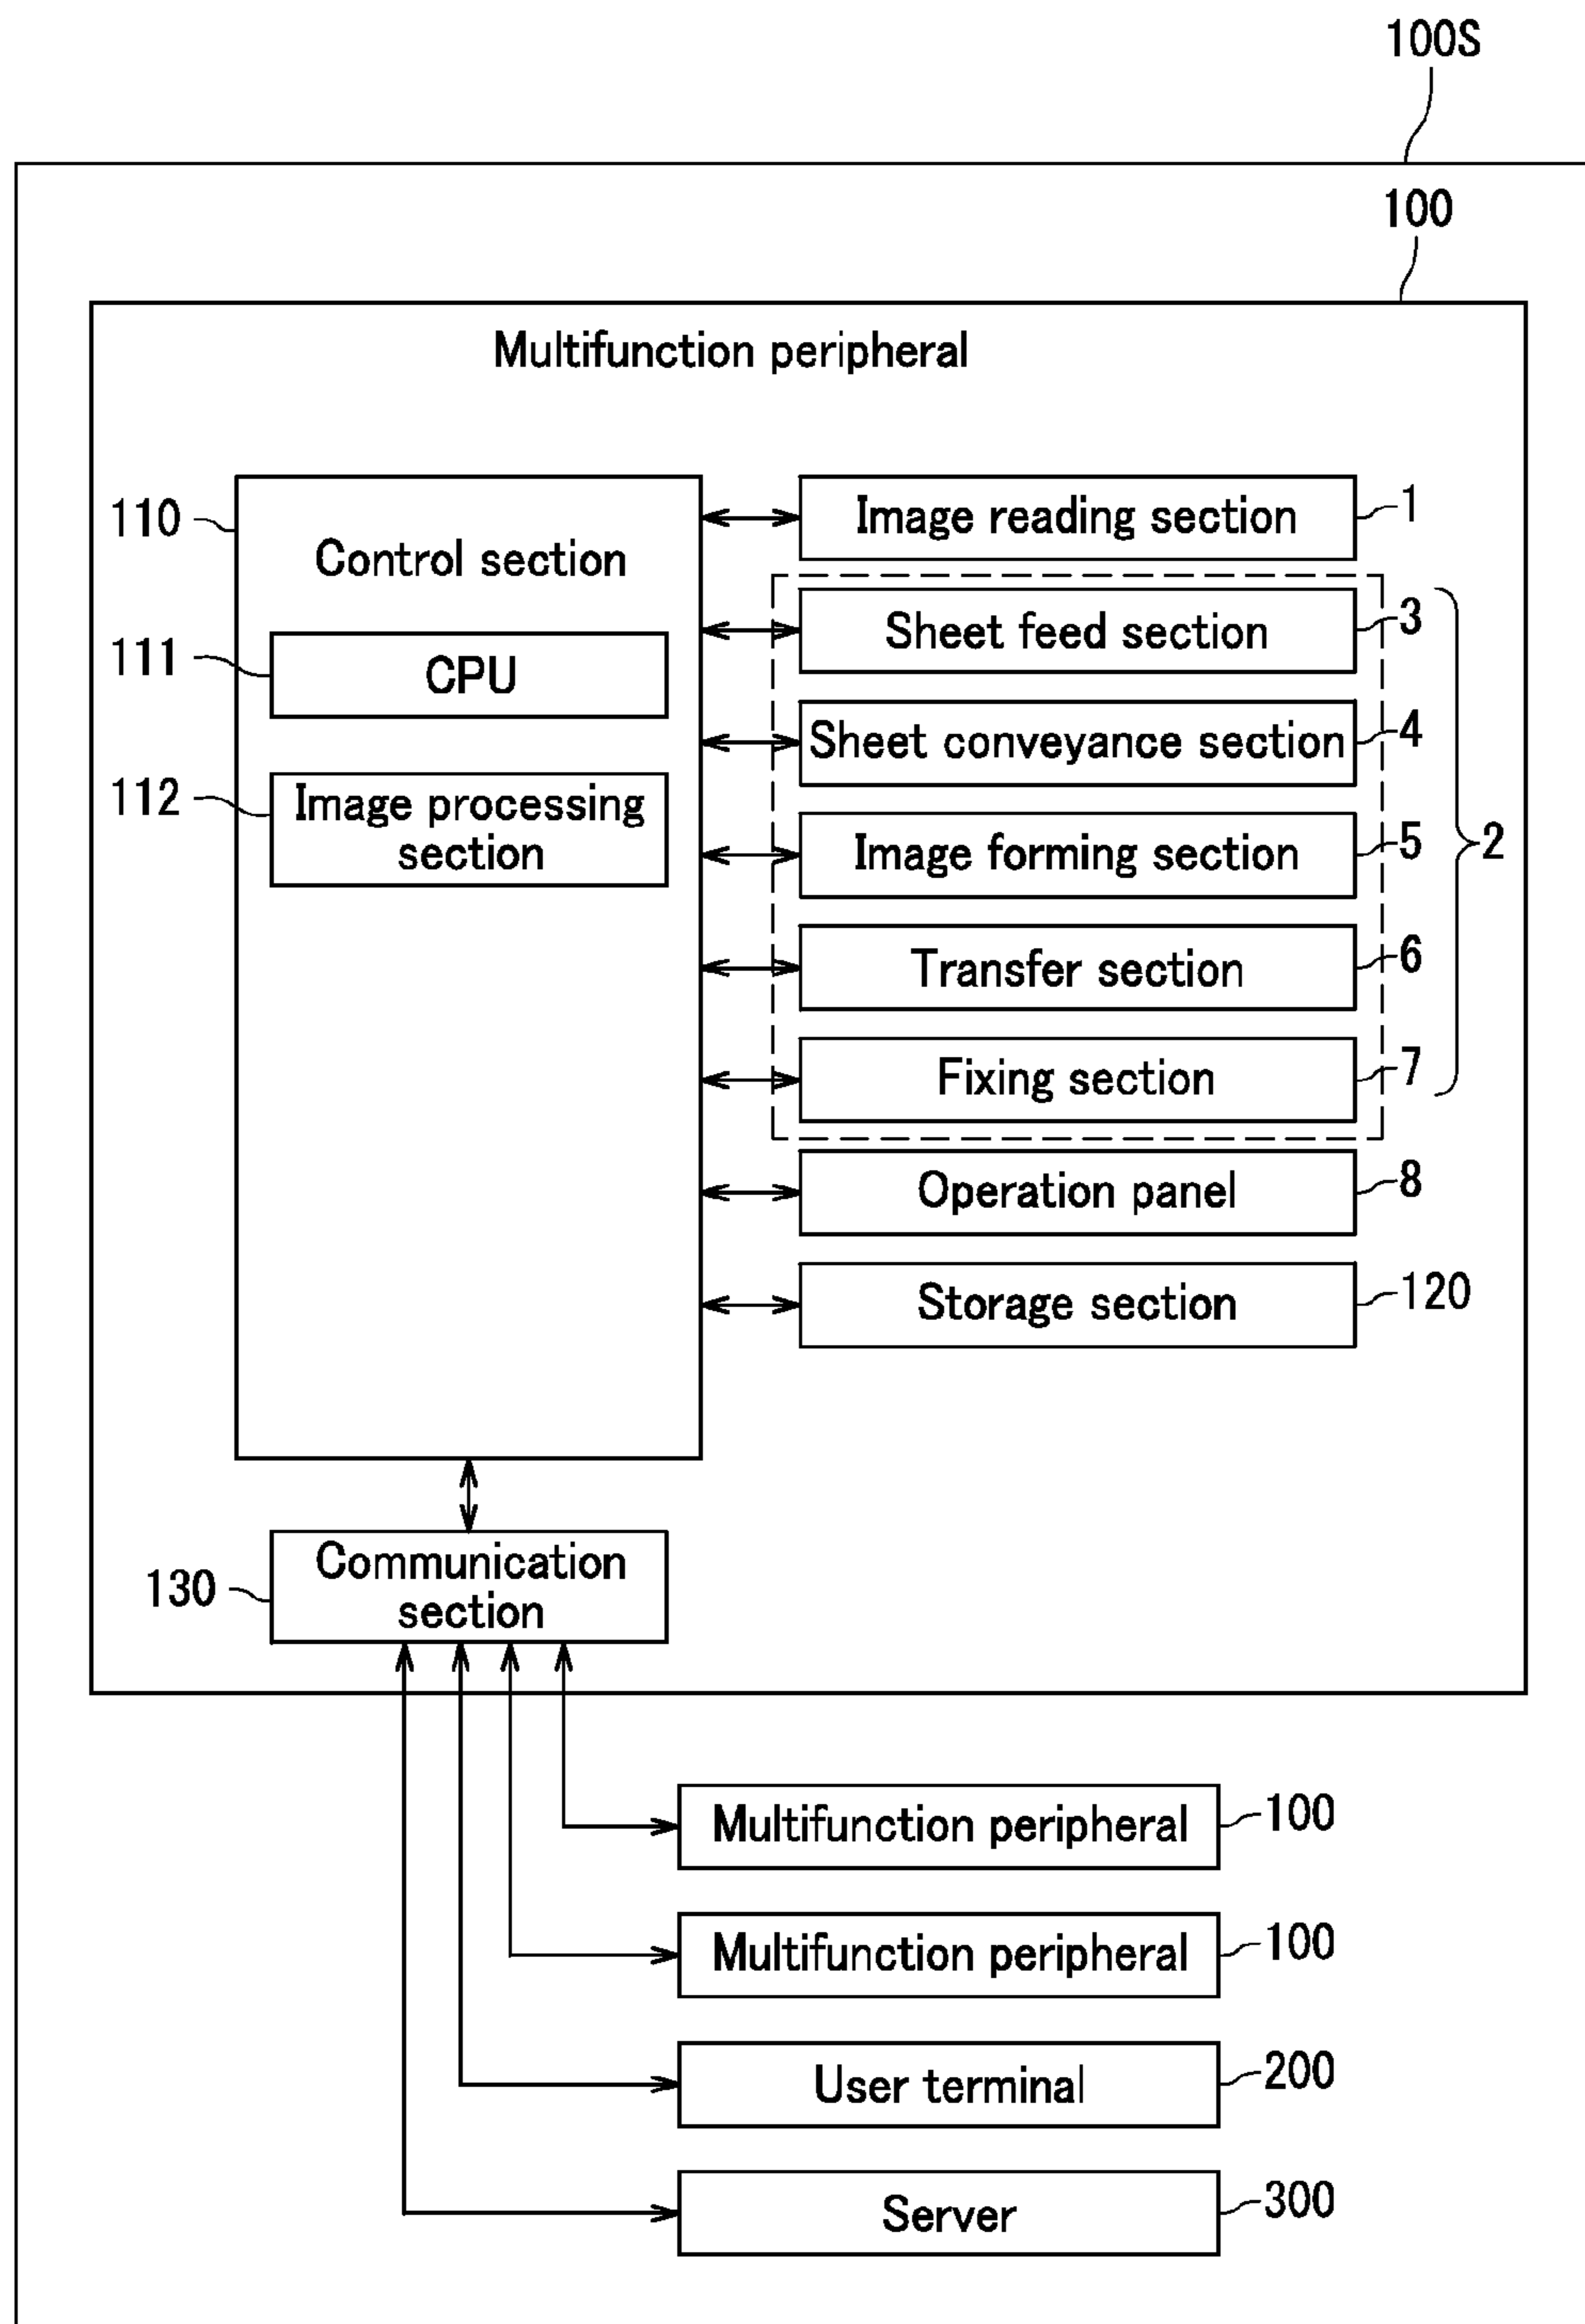 100S
100
Multifunction peripheral
110
Control section
111
CPU
112
Image processing
section
Image reading section
1
Sheet feed section
3
Sheet conveyance section
4
Image forming section
5
2
Transfer section
6
Fixing section
7
Operation panel
8
Storage section
120
130
Communication
section
Multifunction peripheral
100
Multifunction peripheral
100
User terminal
200
Server
300